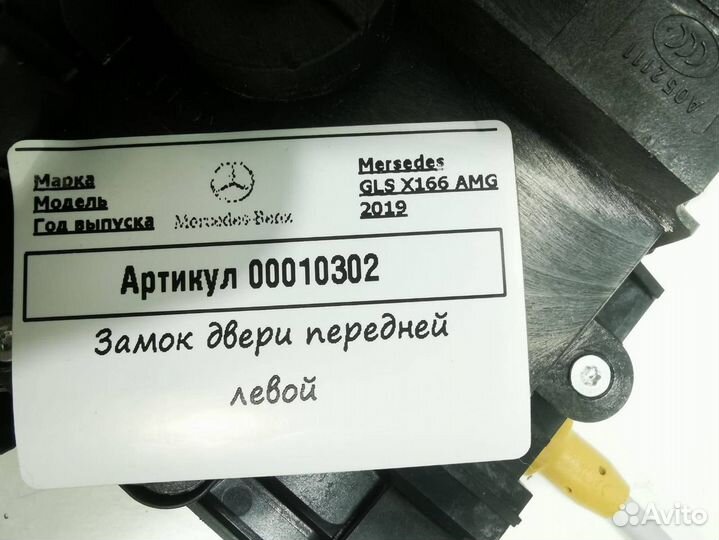 A052111
Марка
Модель
Год выпуска
Mercedes-Benz
Mersedes
GLS X166 AMG
2019
Артикул 00010302
Замок двери передней
левой
Avito